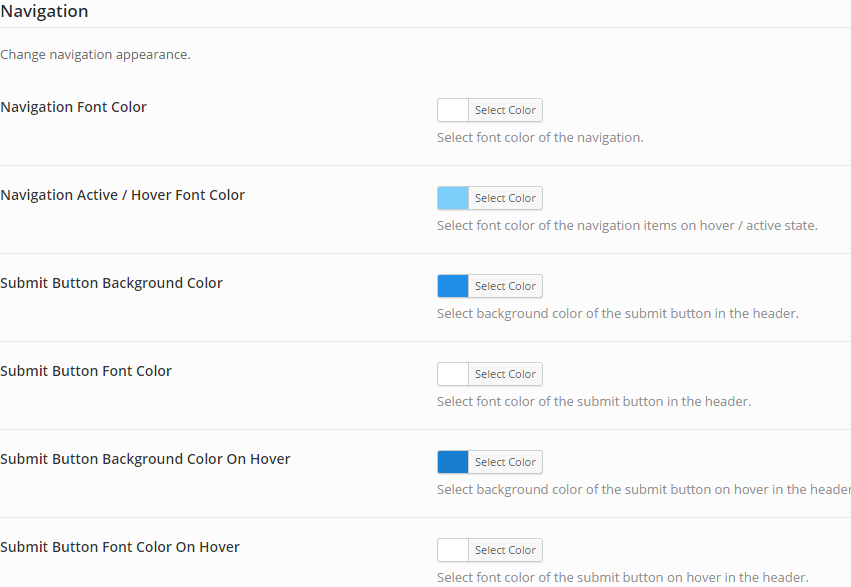 Navigation
Change navigation appearance.
Navigation Font Color
Select Color
Select font color of the navigation.
Navigation Active / Hover Font Color
Select Color
Select font color of the navigation items on hover / active state.
Submit Button Background Color
Select Color
Select background color of the submit button in the header.
Submit Button Font Color
Select Color
Select font color of the submit button in the header.
Submit Button Background Color On Hover
Select Color
Select background color of the submit button on hover in the header
Submit Button Font Color On Hover
Select Color
Select font color of the submit button on hover in the header.